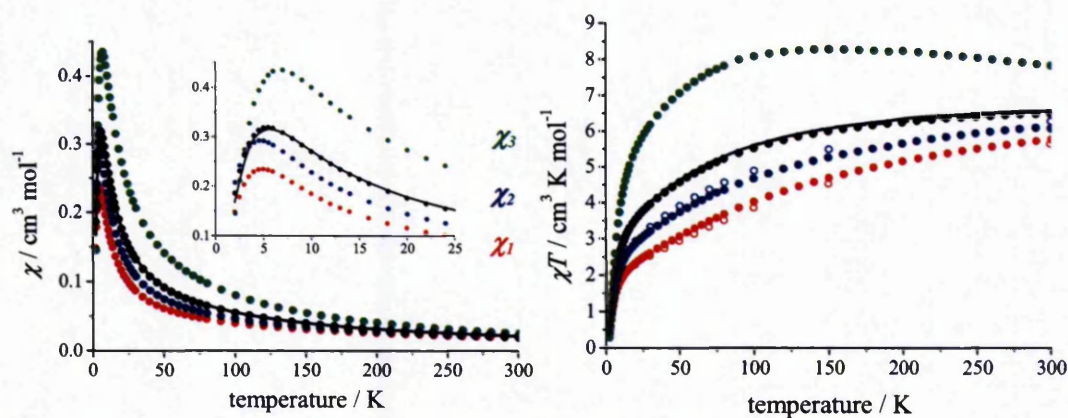 χ / cm³ mol⁻¹
0.4
0.3
0.2
0.1
0.0
0 50 100 150 200 250 300
temperature / K
0.4
0.3
0.2
0.1
0 5 10 15 20 25
χ₃
χ₂
χ₁
χT / cm³ K mol⁻¹
9
8
7
6
5
4
3
2
1
0
0 50 100 150 200 250 300
temperature / K